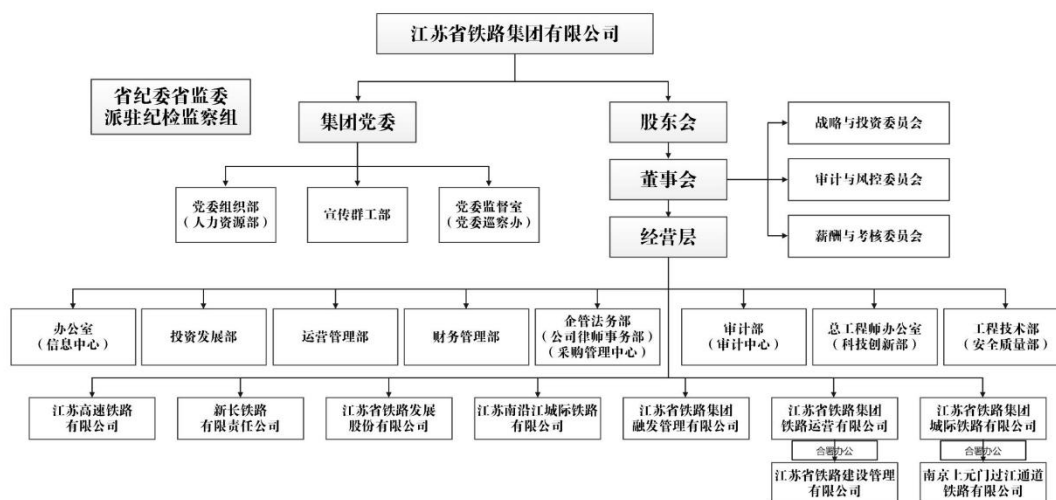 江苏省铁路集团有限公司
省纪委省监委
派驻纪检监察组
集团党委
股东会
战略与投资委员会
董事会
审计与风控委员会
党委组织部
（人力资源部）
宣传群工部
党委监督室
（党委巡察办）
经营层
薪酬与考核委员会
办公室
（信息中心）
投资发展部
运营管理部
财务管理部
企管法务部
（公司律师事务部）
（采购管理中心）
审计部
（审计中心）
总工程师办公室
（科技创新部）
工程技术部
（安全质量部）
江苏高速铁路
有限公司
新长铁路
有限责任公司
江苏省铁路发展
股份有限公司
江苏南沿江城际铁路
有限公司
江苏省铁路集团
融发管理有限公司
江苏省铁路集团
铁路运营有限公司
江苏省铁路集团
城际铁路有限公司
合署办公
合署办公
江苏省铁路建设管理
有限公司
南京上元门过江通道
铁路有限公司